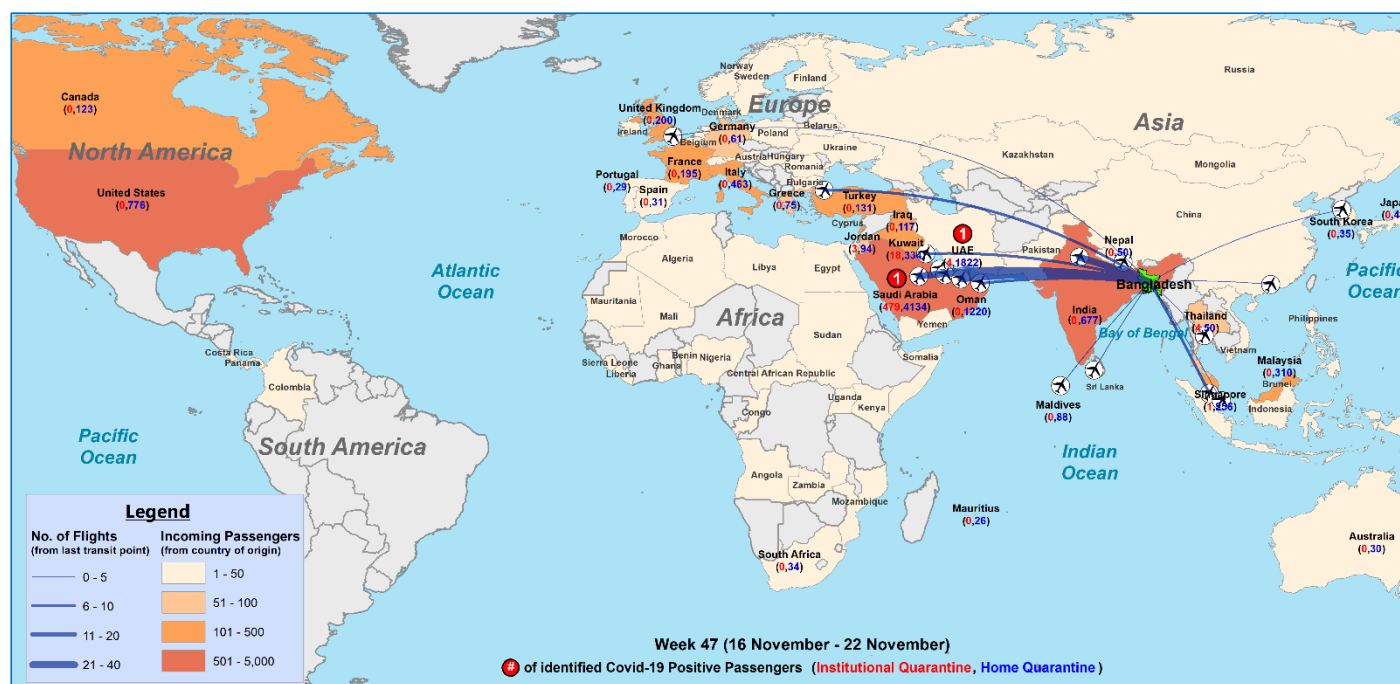 Canada
(0,123)
North America
United States
(0,776)
Atlantic
Ocean
Pacific
Ocean
Costa Rica
Panama
Colombia
South America
Norway
Sweden
Finland
Russia
United Kingdom
(0,200)
Ireland
Denmark
Europe
Germany
(0,61)
Belgium
Poland
Belarus
Ukraine
Austria
Hungary
Romania
Bulgaria
France
(0,195)
Italy
(0,463)
Portugal
(0,29)
Spain
(0,31)
Greece
(0,75)
Turkey
(0,131)
Cyprus
Iraq
(0,117)
Jordan
(3,94)
Kuwait
(18,334)
1
UAE
1
Saudi Arabia
(479,4134)
Oman
(0,1220)
Yemen
Asia
Kazakhstan
Mongolia
China
South Korea
(0,35)
Pakistan
Nepal
(0,50)
Bangladesh
India
(0,677)
Bay of Bengal
Thailand
(4,50)
Vietnam
Philippines
Malaysia
(0,310)
Brunei
Singapore
Indonesia
Sri Lanka
Maldives
(0,88)
Indian
Ocean
Pacific
Ocean
Morocco
Algeria
Libya
Egypt
Mauritania
Mali
Africa
Sudan
Sierra Leone
Liberia
Ghana
Benin
Nigeria
Central African Republic
Somalia
Uganda
Kenya
Congo
Angola
Zambia
Mozambique
Mauritius
(0,26)
South Africa
(0,34)
Australia
(0,30)
Legend
No. of Flights
(from last transit point)
0 - 5
6 - 10
11 - 20
21 - 40
Incoming Passengers
(from country of origin)
1 - 50
51 - 100
101 - 500
501 - 5,000
Week 47 (16 November - 22 November)
# of identified Covid-19 Positive Passengers (Institutional Quarantine, Home Quarantine)